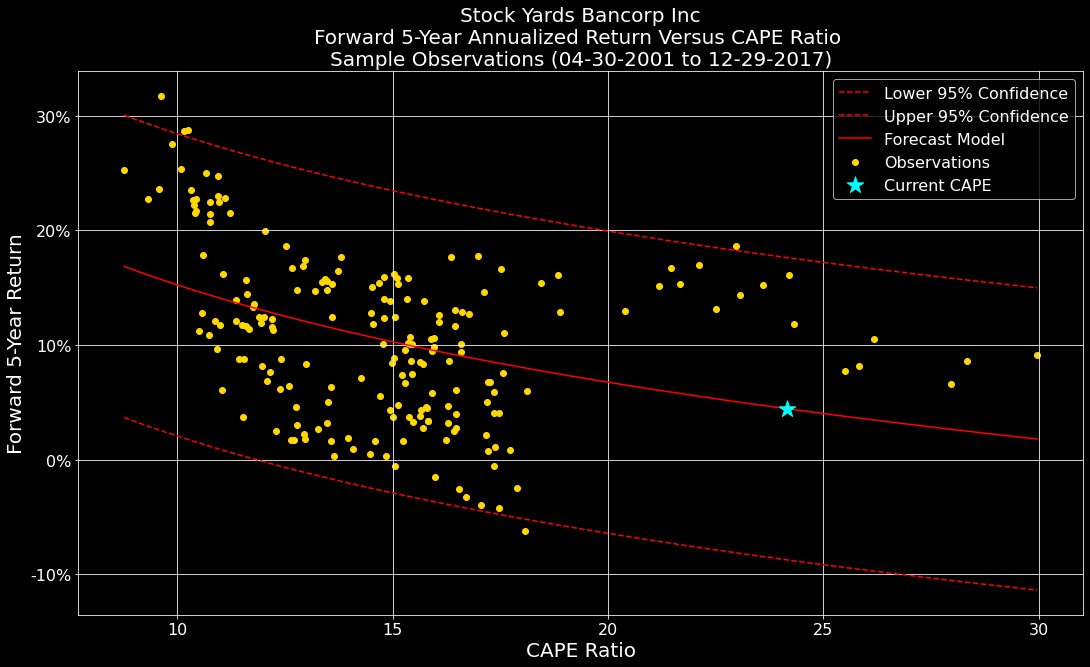 Stock Yards Bancorp Inc
Forward 5-Year Annualized Return Versus CAPE Ratio
Sample Observations (04-30-2001 to 12-29-2017)
Lower 95% Confidence
Upper 95% Confidence
Forecast Model
Observations
Current CAPE
Forward 5-Year Return
30%
20%
10%
0%
-10%
10 15 20 25 30
CAPE Ratio